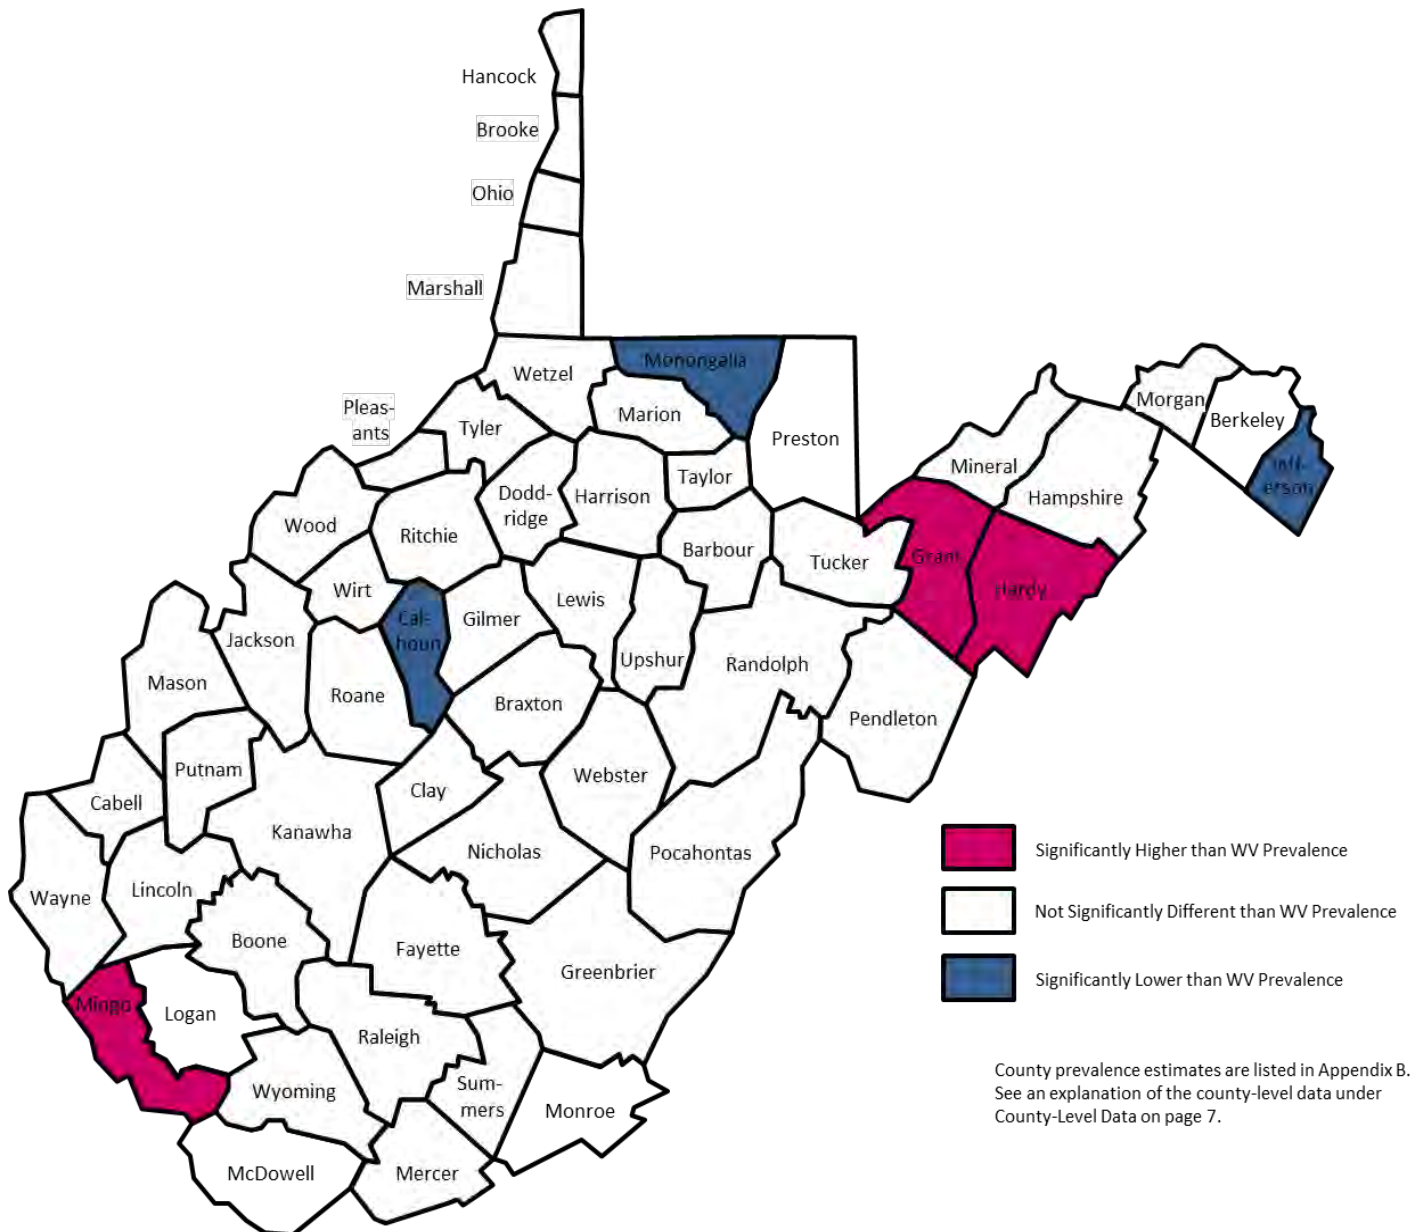 Hancock
Brooke
Ohio
Marshall
Wetzel
Monongalia
Pleas-
ants
Tyler
Marion
Preston
Morgan
Berkeley
Jeff-
erson
Mineral
Hampshire
Wood
Ritchie
Dodd-
ridge
Harrison
Taylor
Barbour
Tucker
Grant
Hardy
Wirt
Cal-
houn
Gilmer
Lewis
Upshur
Randolph
Jackson
Mason
Roane
Braxton
Pendleton
Putnam
Cabell
Clay
Webster
Kanawha
Nicholas
Pocahontas
Wayne
Lincoln
Boone
Fayette
Greenbrier
Mingo
Logan
Raleigh
Wyoming
Sum-
mers
Monroe
McDowell
Mercer
Significantly Higher than WV Prevalence
Not Significantly Different than WV Prevalence
Significantly Lower than WV Prevalence
County prevalence estimates are listed in Appendix B.
See an explanation of the county-level data under
County-Level Data on page 7.